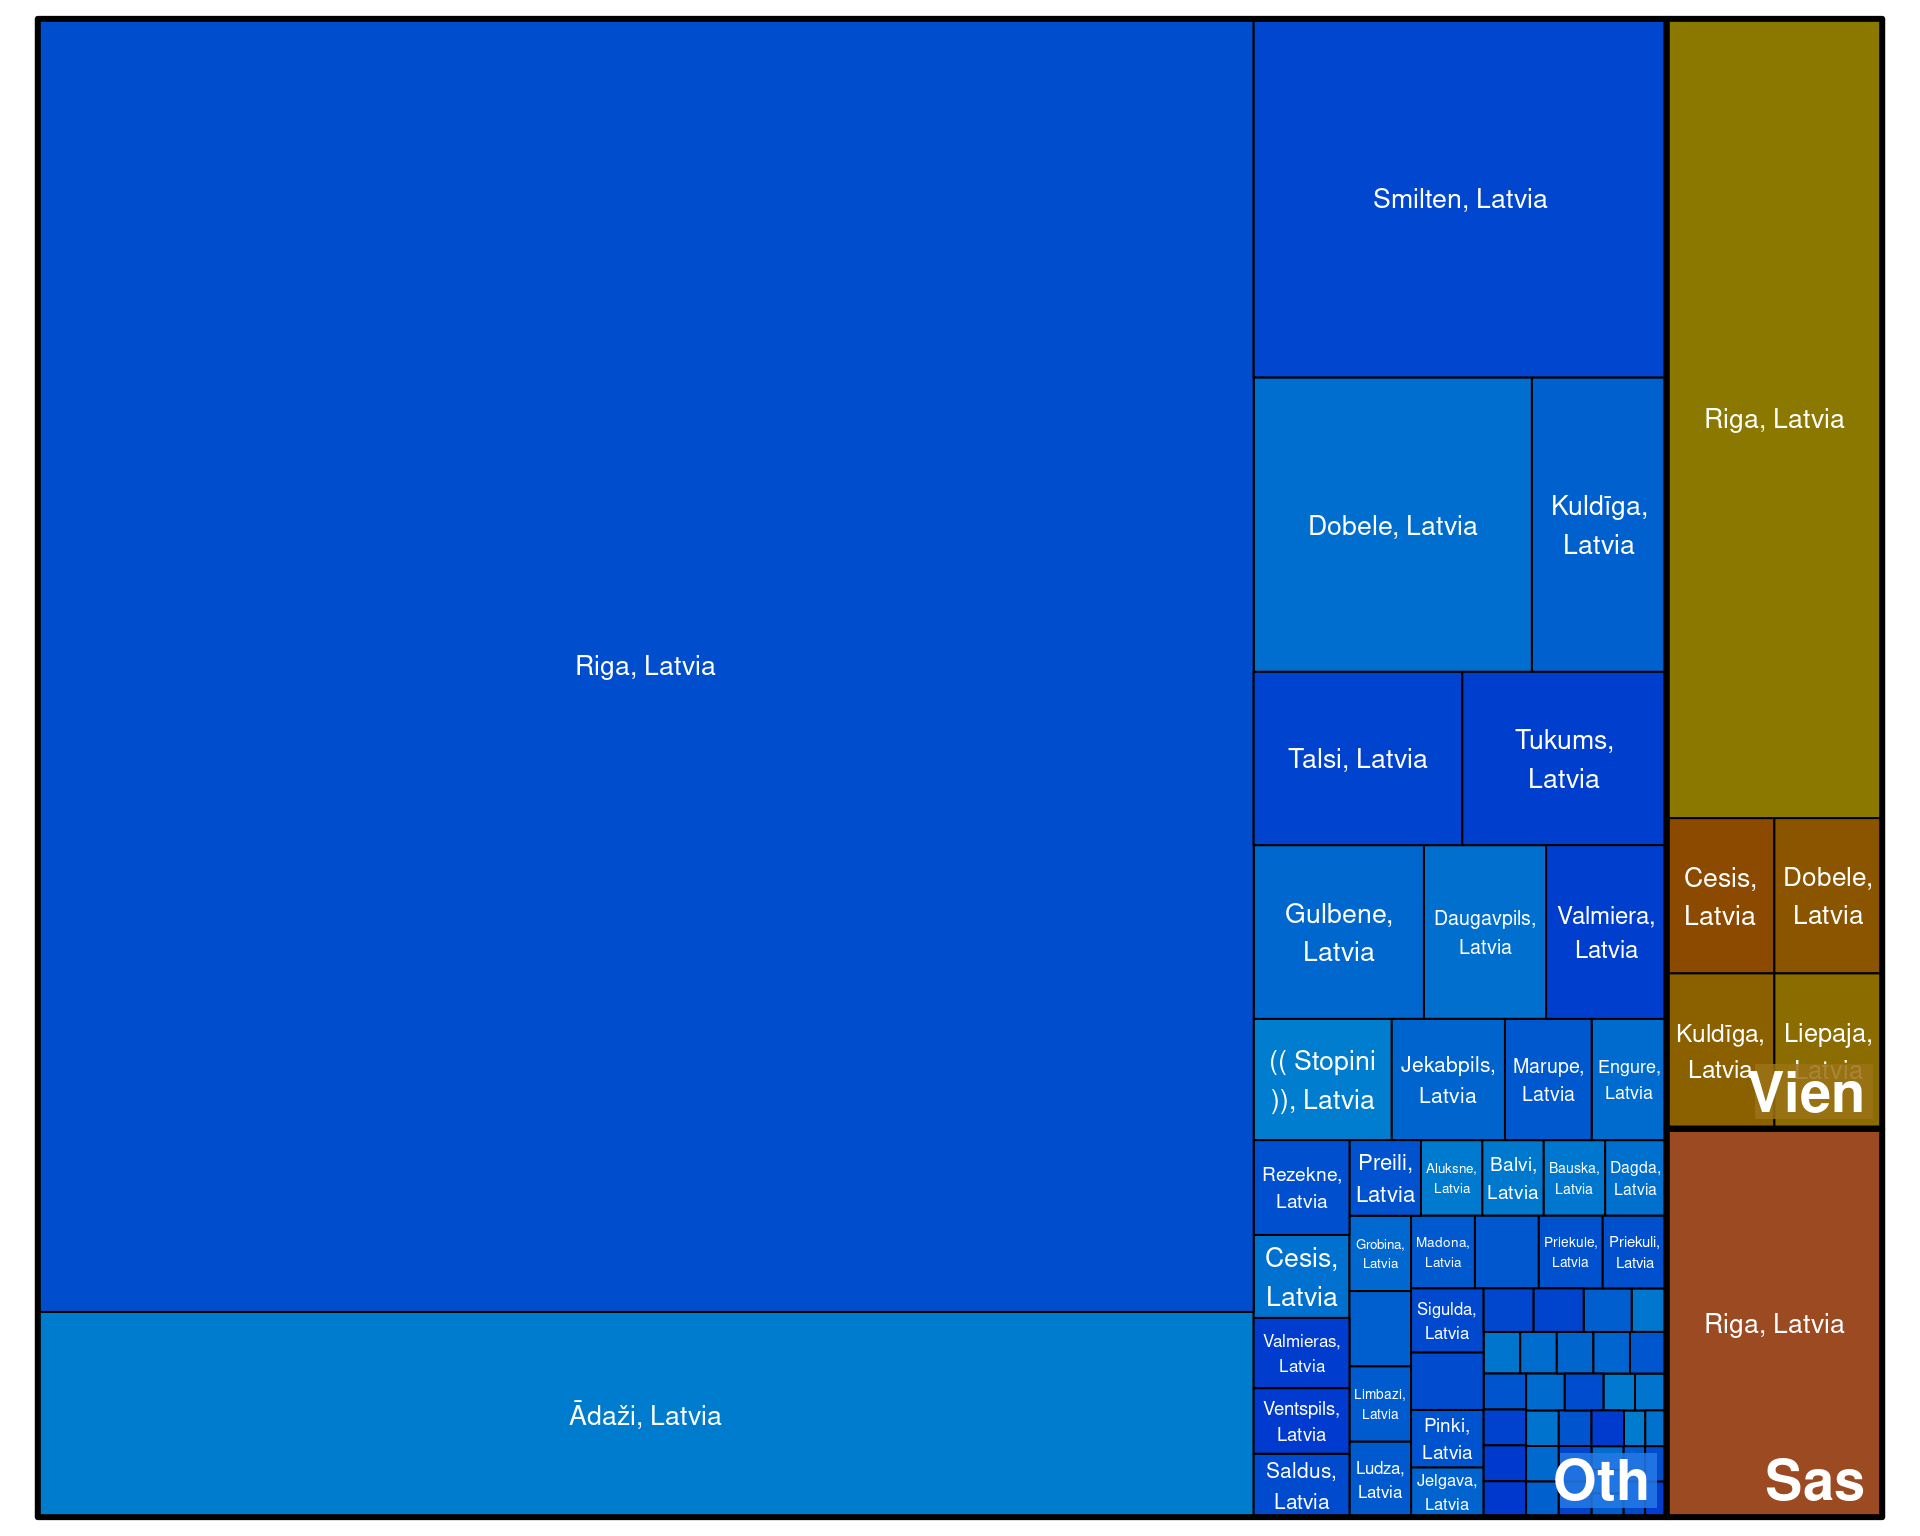 Riga, Latvia
Ādaži, Latvia
Smilten, Latvia
Dobele, Latvia
Kuldīga,
Latvia
Talsi, Latvia
Tukums,
Latvia
Gulbene,
Latvia
Daugavpils,
Latvia
Valmiera,
Latvia
(( Stopini
)), Latvia
Jekabpils,
Latvia
Marupe,
Latvia
Engure,
Latvia
Rezekne,
Latvia
Preili,
Latvia
Aluksne,
Latvia
Balvi,
Latvia
Bauska,
Latvia
Dagda,
Latvia
Cesis,
Latvia
Grobina,
Latvia
Madona,
Latvia
Priekule,
Latvia
Priekuli,
Latvia
Valmieras,
Latvia
Sigulda,
Latvia
Ventspils,
Latvia
Limbazi,
Latvia
Pinki,
Latvia
Saldus,
Latvia
Ludza,
Latvia
Jelgava,
Latvia
Oth
Riga, Latvia
Cesis,
Latvia
Dobele,
Latvia
Kuldīga,
Latvia
Liepaja,
Latvia
Vien
Riga, Latvia
Sas